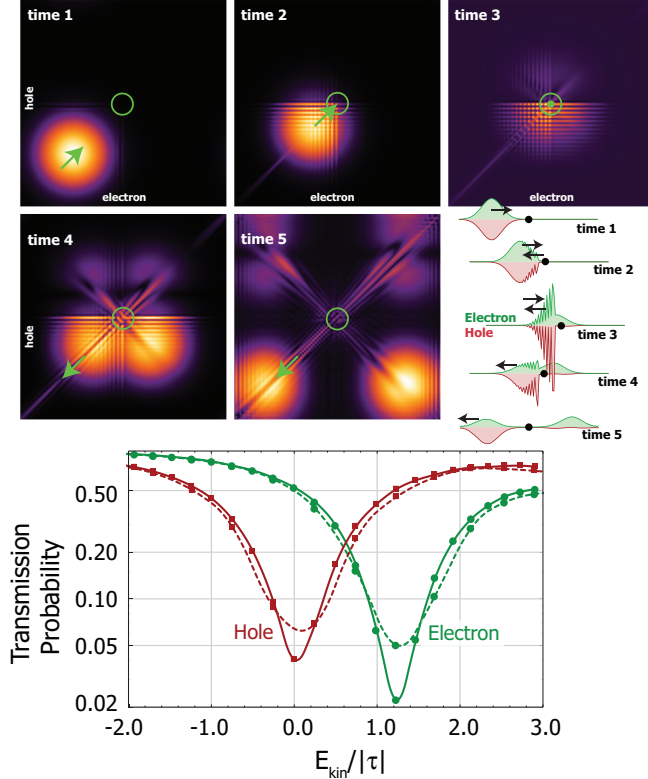 time 1
time 2
time 3
hole
electron
electron
electron
time 4
time 5
hole
time 1
time 2
Electron
Hole
time 3
time 4
time 5
Transmission
Probability
0.50
0.20
0.10
0.05
0.02
Hole
Electron
-2.0
-1.0
0.0
1.0
2.0
3.0
E_kin/|τ|